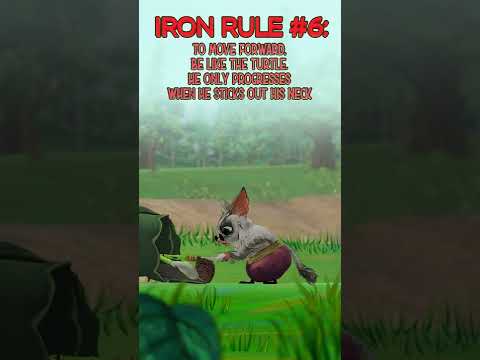 IRON RULE #6:
TO MOVE FORWARD,
BE LIKE THE TURTLE.
HE ONLY PROGRESSES
WHEN HE STICKS OUT HIS NECK